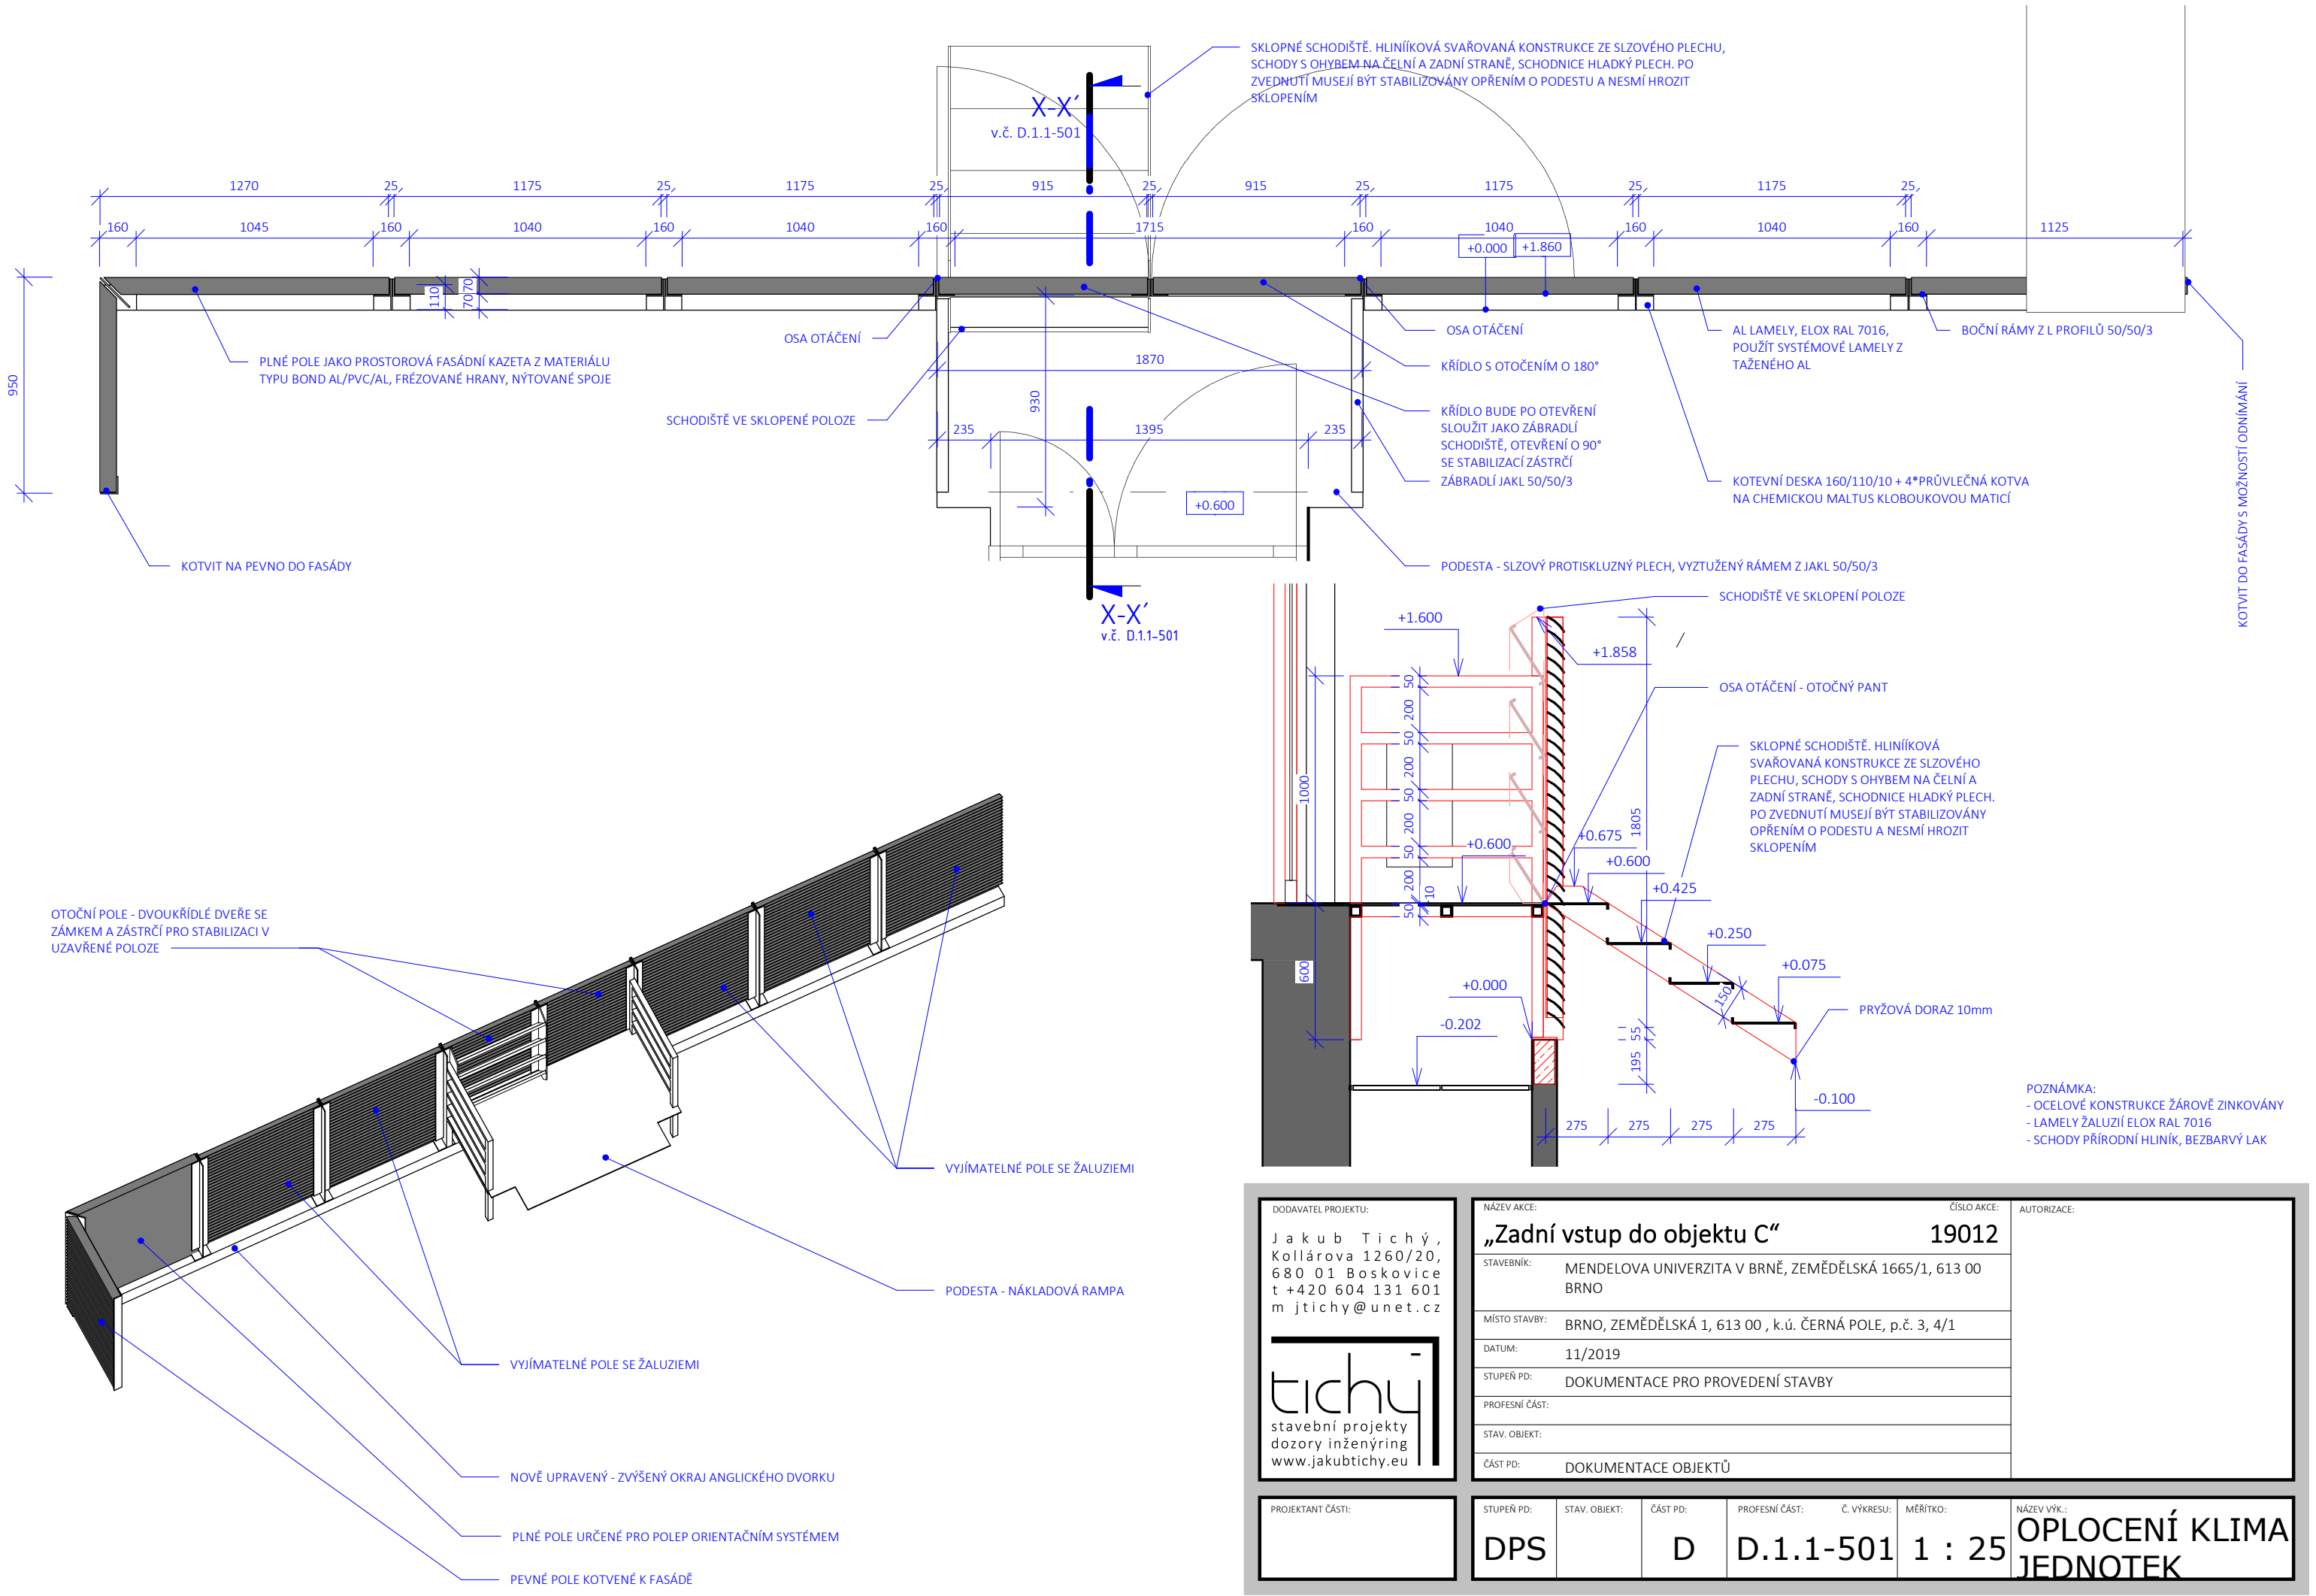 SKLOPNÉ SCHODIŠTĚ. HLINÍÍKOVÁ SVAŘOVANÁ KONSTRUKCE ZE SLZOVÉHO PLECHU,
SCHODY S OHYBEM NA ČELNÍ A ZADNÍ STRANĚ, SCHODNICE HLADKÝ PLECH. PO
ZVEDNUTÍ MUSEJÍ BÝT STABILIZOVÁNY OPŘENÍM O PODESTU A NESMÍ HROZIT
SKLOPENÍM
X-X´
v.č. D.1.1-501
1270 25 1175 25 1175 25 915 25 915 25 1175 25 1175 25
160 1045 160 1040 160 1040 160 1715 160 1040 160 1040 160 1125
+0.000 +1.860
110 70 70
950
OSA OTÁČENÍ
OSA OTÁČENÍ
AL LAMELY, ELOX RAL 7016,
POUŽÍT SYSTÉMOVÉ LAMELY Z
TAŽENÉHO AL
BOČNÍ RÁMY Z L PROFILŮ 50/50/3
PLNÉ POLE JAKO PROSTOROVÁ FASÁDNÍ KAZETA Z MATERIÁLU
TYPU BOND AL/PVC/AL, FRÉZOVANÉ HRANY, NÝTOVANÉ SPOJE
1870
KŘÍDLO S OTOČENÍM O 180°
930
SCHODIŠTĚ VE SKLOPENÉ POLOZE
235 1395 235
KŘÍDLO BUDE PO OTEVŘENÍ
SLOUŽIT JAKO ZÁBRADLÍ
SCHODIŠTĚ, OTEVŘENÍ O 90°
SE STABILIZACÍ ZÁSTRČÍ
ZÁBRADLÍ JAKL 50/50/3
KOTEVNÍ DESKA 160/110/10 + 4*PRŮVLEČNÁ KOTVA
NA CHEMICKOU MALTUS KLOBOUKOVOU MATICÍ
KOTVIT DO FASÁDY S MOŽNOSTÍ ODNÍMÁNÍ
+0.600
KOTVIT NA PEVNO DO FASÁDY
PODESTA - SLZOVÝ PROTISKLUZNÝ PLECH, VYZTUŽENÝ RÁMEM Z JAKL 50/50/3
X-X´
v.č. D.1.1-501
SCHODIŠTĚ VE SKLOPENÍ POLOZE
+1.600
+1.858
OSA OTÁČENÍ - OTOČNÝ PANT
SKLOPNÉ SCHODIŠTĚ. HLINÍÍKOVÁ
SVAŘOVANÁ KONSTRUKCE ZE SLZOVÉHO
PLECHU, SCHODY S OHYBEM NA ČELNÍ A
ZADNÍ STRANĚ, SCHODNICE HLADKÝ PLECH.
PO ZVEDNUTÍ MUSEJÍ BÝT STABILIZOVÁNY
OPŘENÍM O PODESTU A NESMÍ HROZIT
SKLOPENÍM
50
200
50
200
50
200
50
200
10
50
1000
600
1805
55
195
+0.675
+0.600
+0.600
+0.425
+0.250
+0.075
150
+0.000
-0.202
PRYŽOVÁ DORAZ 10mm
-0.100
275 275 275 275
POZNÁMKA:
- OCELOVÉ KONSTRUKCE ŽÁROVĚ ZINKOVÁNY
- LAMELY ŽALUZIÍ ELOX RAL 7016
- SCHODY PŘÍRODNÍ HLINÍK, BEZBARVÝ LAK
OTOČNÍ POLE - DVOUKŘÍDLÉ DVEŘE SE
ZÁMKEM A ZÁSTRČÍ PRO STABILIZACI V
UZAVŘENÉ POLOZE
VYJÍMATELNÉ POLE SE ŽALUZIEMI
PODESTA - NÁKLADOVÁ RAMPA
VYJÍMATELNÉ POLE SE ŽALUZIEMI
NOVĚ UPRAVENÝ - ZVÝŠENÝ OKRAJ ANGLICKÉHO DVORKU
PLNÉ POLE URČENÉ PRO POLEP ORIENTAČNÍM SYSTÉMEM
PEVNÉ POLE KOTVENÉ K FASÁDĚ
DODAVATEL PROJEKTU:
Jakub Tichý,
Kollárova 1260/20,
680 01 Boskovice
t +420 604 131 601
m jtichy@unet.cz
tichý
stavební projekty
dozory inženýring
www.jakubtichy.eu
PROJEKTANT ČÁSTI:
NÁZEV AKCE: ČÍSLO AKCE: AUTORIZACE:
„Zadní vstup do objektu C“ 19012
STAVEBNÍK: MENDELOVA UNIVERZITA V BRNĚ, ZEMĚDĚLSKÁ 1665/1, 613 00
BRNO
MÍSTO STAVBY: BRNO, ZEMĚDĚLSKÁ 1, 613 00 , k.ú. ČERNÁ POLE, p.č. 3, 4/1
DATUM: 11/2019
STUPEŇ PD: DOKUMENTACE PRO PROVEDENÍ STAVBY
PROFESNÍ ČÁST:
STAV. OBJEKT:
ČÁST PD: DOKUMENTACE OBJEKTŮ
STUPEŇ PD: STAV. OBJEKT: ČÁST PD: PROFESNÍ ČÁST: Č. VÝKRESU: MĚŘÍTKO: NÁZEV VÝK.:
DPS D D.1.1-501 1 : 25 OPLOCENÍ KLIMA
JEDNOTEK